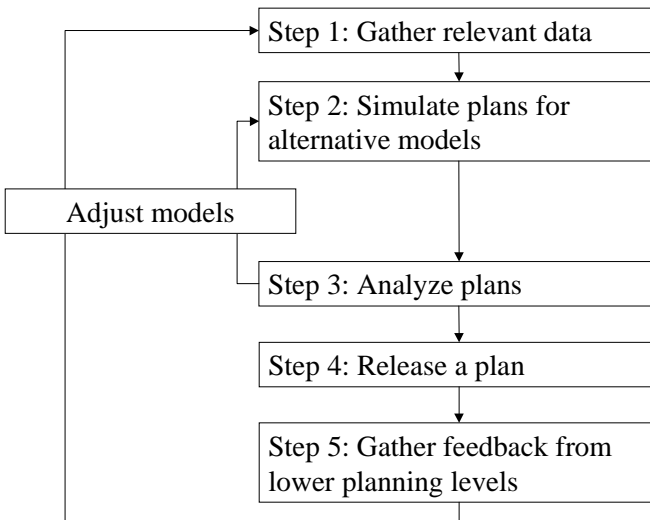 Step 1: Gather relevant data
Step 2: Simulate plans for
alternative models
Adjust models
Step 3: Analyze plans
Step 4: Release a plan
Step 5: Gather feedback from
lower planning levels